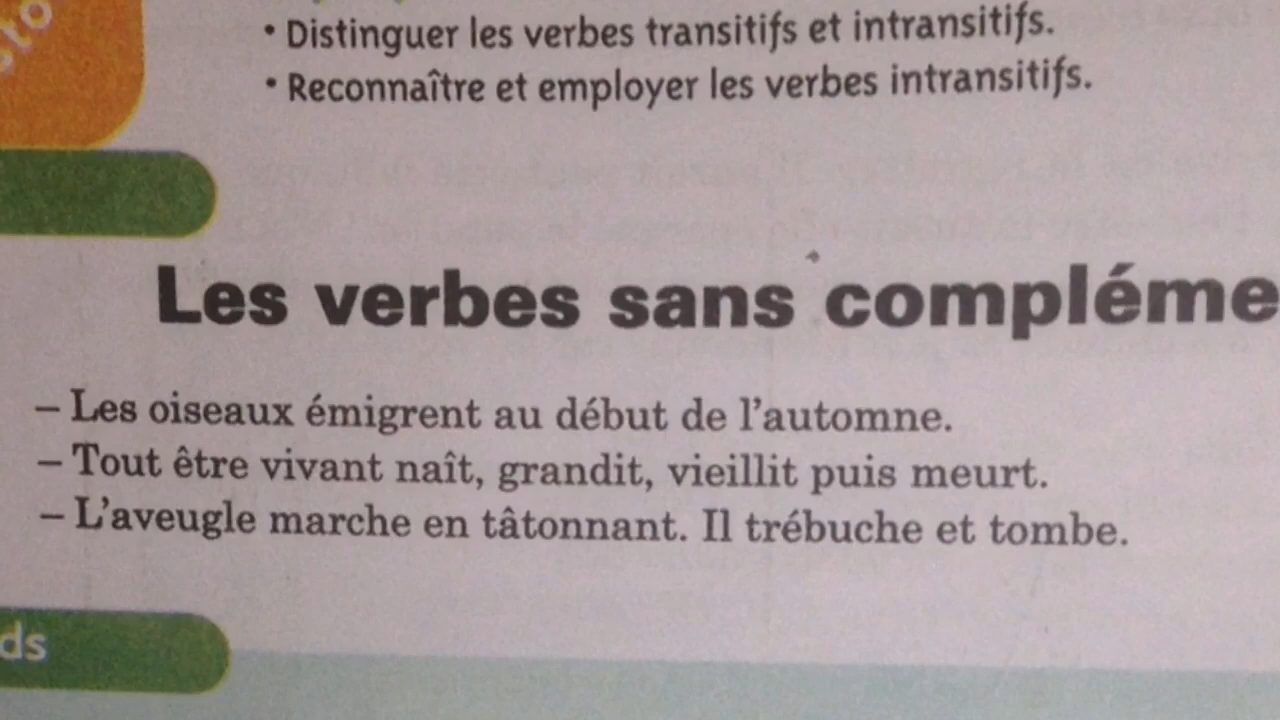 • Distinguer les verbes transitifs et intransitifs.
• Reconnaître et employer les verbes intransitifs.
Les verbes sans
– Les oiseaux émigrent au début de l'automne.
– Tout être vivant naît, grandit, vieillit puis meurt.
– L'aveugle marche en tâtonnant. Il trébuche et tombe.